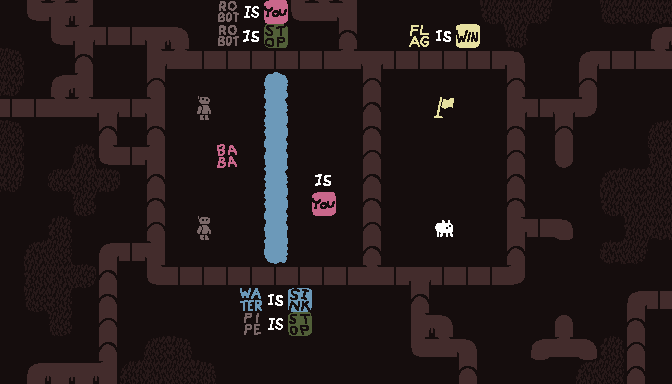 ROBOT IS YOU
ROBOT IS STOP
FLAG IS WIN
BABA
IS
YOU
WATER IS SINK
PIPE IS STOP